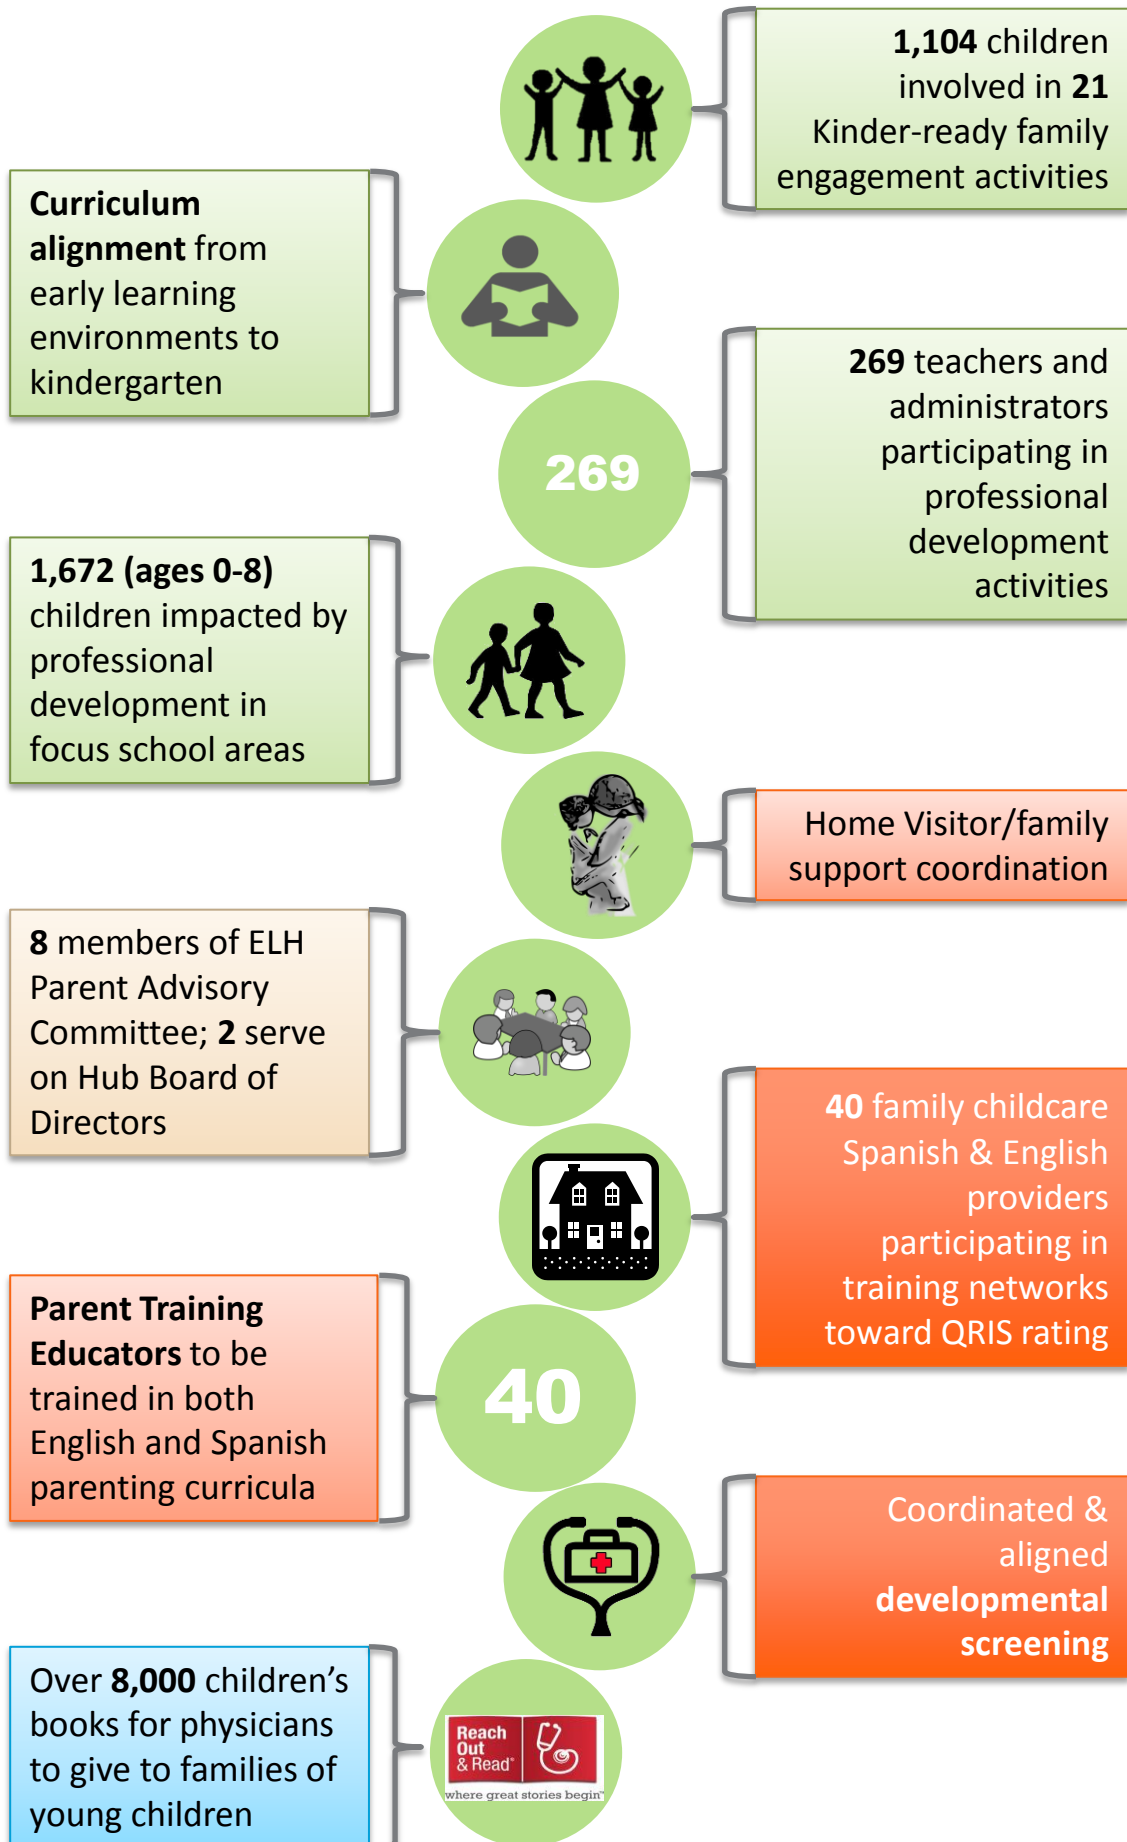 1,104 children
involved in 21
Kinder-ready family
engagement activities
Curriculum
alignment from
early learning
environments to
kindergarten
269
269 teachers and
administrators
participating in
professional
development
activities
1,672 (ages 0-8)
children impacted by
professional
development in
focus school areas
Home Visitor/family
support coordination
8 members of ELH
Parent Advisory
Committee; 2 serve
on Hub Board of
Directors
40 family childcare
Spanish & English
providers
participating in
training networks
toward QRIS rating
Parent Training
Educators to be
trained in both
English and Spanish
parenting curricula
40
Coordinated &
aligned
developmental
screening
Over 8,000 children’s
books for physicians
to give to families of
young children
Reach
Out
& Read®
where great stories begin™